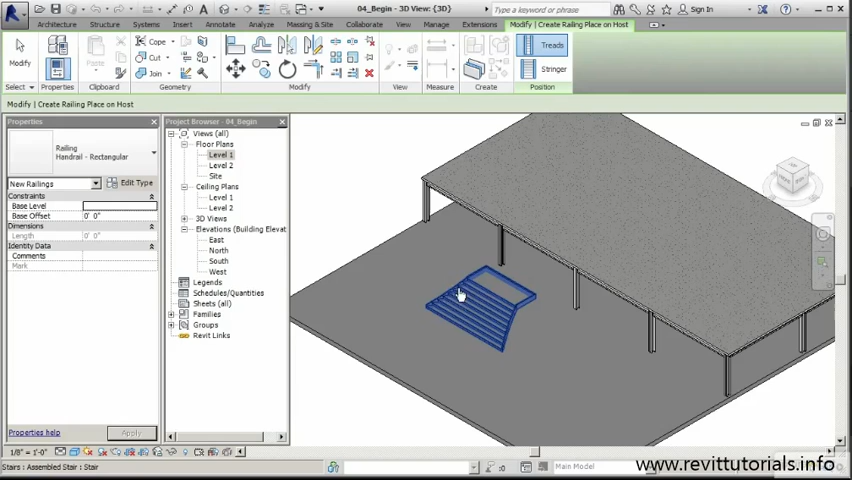 04_Begin - 3D View: {3D}
Type a keyword or phrase
Sign In
Architecture
Structure
Systems
Insert
Annotate
Analyze
Massing & Site
Collaborate
View
Manage
Extensions
Modify | Create Railing Place on Host
Modify
Paste
Cope
Cut
Join
Treads
Stringer
Select
Properties
Clipboard
Geometry
Modify
View
Measure
Create
Position
Modify | Create Railing Place on Host
Properties
Railing
Handrail - Rectangular
New Railings
Edit Type
Constraints
Base Level
Base Offset 0' 0"
Dimensions
Length 0' 0"
Identity Data
Comments
Mark
Properties help
Apply
Project Browser - 04_Begin
Views (all)
Floor Plans
Level 1
Level 2
Site
Ceiling Plans
Level 1
Level 2
3D Views
Elevations (Building Elevat
East
North
South
West
Legends
Schedules/Quantities
Sheets (all)
Families
Groups
Revit Links
1/8" = 1'-0"
Stairs : Assembled Stair : Stair
:0
Main Model
www.revittutorials.info